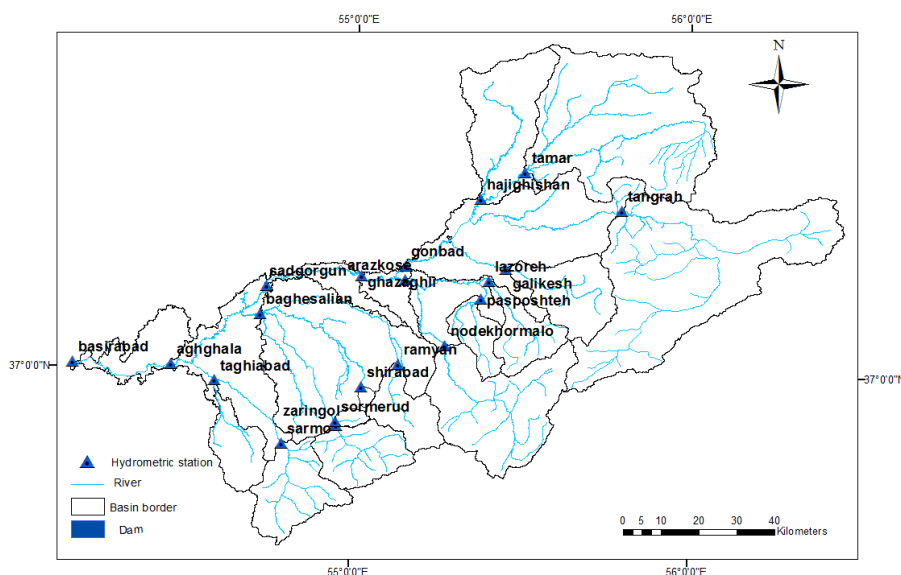 55°0'0"E
56°0'0"E
N
tamar
hajighishan
tangrah
gonbad
arazkose
lazoreh
sadgorgun
ghazaghli
galikesh
baghesalian
pasposhteh
nodekhormalo
basirabad
aghghala
ramyan
37°0'0"N
taghiabad
shirabad
37°0'0"N
zaringol
sormerud
sarmo
Hydrometric station
River
Basin border
Dam
0 5 10 20 30 40
Kilometers
55°0'0"E
56°0'0"E